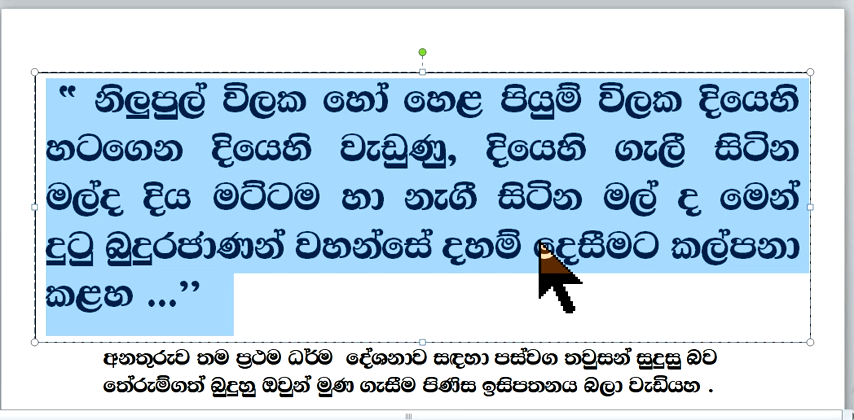 “ නිලුපුල් විලක හෝ හෙළ පියුම් විලක දියෙහි
හටගෙන දියෙහි වැඩුණු, දියෙහි ගැලී සිටින
මල්ද දිය මට්ටම හා නැගී සිටින මල් ද මෙන්
දුටු බුදුරජාණන් වහන්සේ දහම් දෙසීමට කල්පනා
කළහ ...’’
අනතුරුව තම ප්‍රථම ධර්ම දේශනාව සඳහා පස්වග තවුසන් සුදුසු බව
තේරුම්ගත් බුදුහු ඔවුන් මුණ ගැසීම පිණිස ඉසිපතනය බලා වැඩියහ .